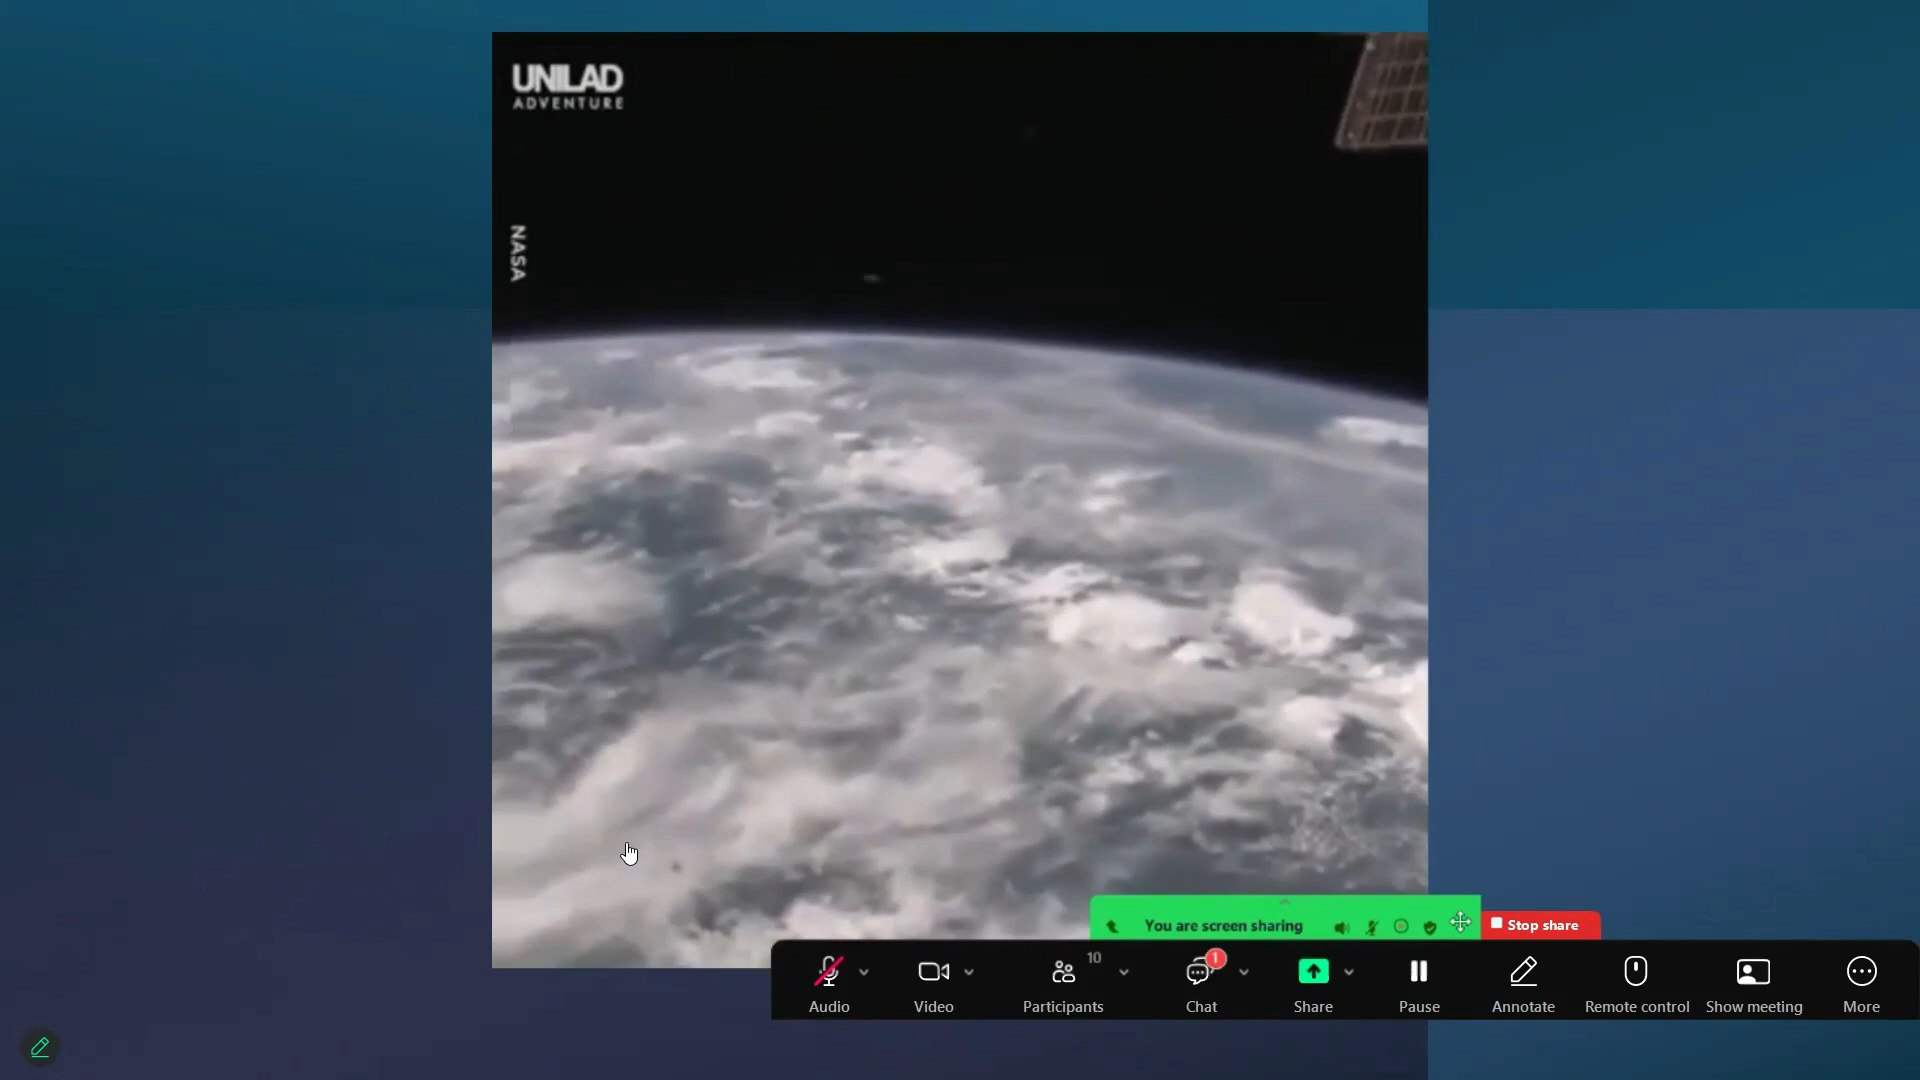 UNILAD
ADVENTURE
NASA
You are screen sharing
Stop share
10
1
Audio
Video
Participants
Chat
Share
Pause
Annotate
Remote control
Show meeting
More